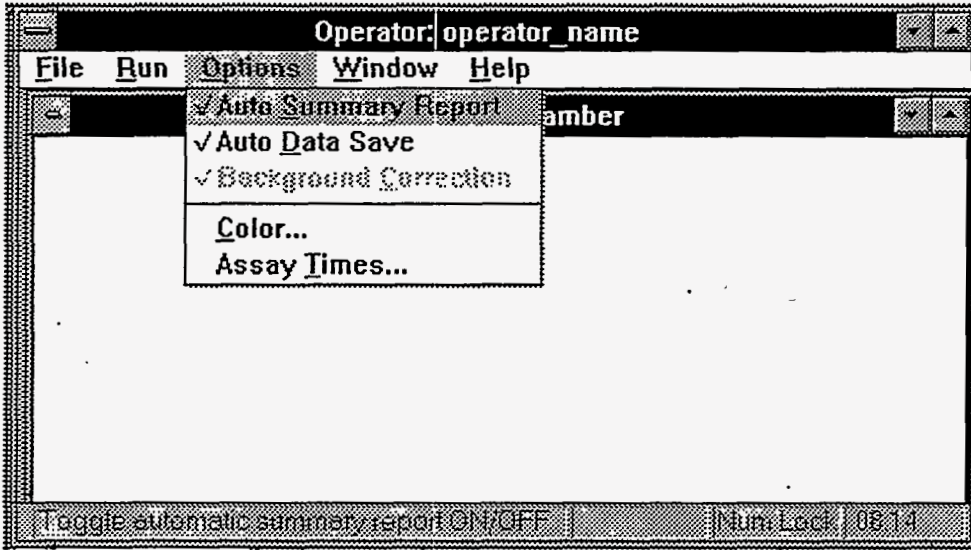 Operator: operator_name
File Run Options Window Help
✓Auto Summary Report
amber
✓Auto Data Save
✓Background Correction
Color...
Assay Times...
Toggle automatic summary report ON/OFF Num Lock 08:14